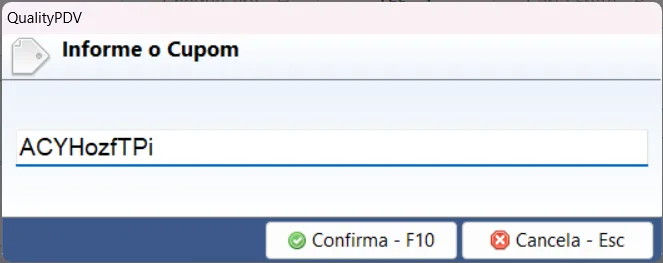 QualityPDV
Informe o Cupom
ACYHozfTPi
Confirma - F10
Cancela - Esc